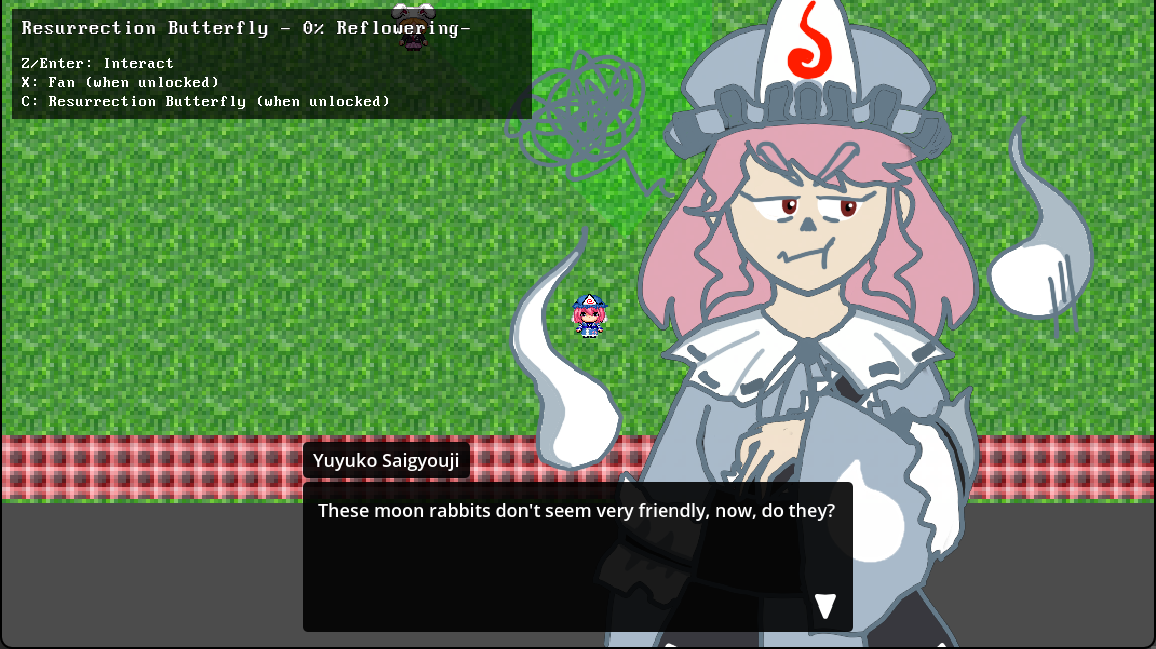 Resurrection Butterfly - 0% Reflowering-
Z/Enter: Interact
X: Fan (when unlocked)
C: Resurrection Butterfly (when unlocked)
Yuyuko Saigyouji
These moon rabbits don't seem very friendly, now, do they?